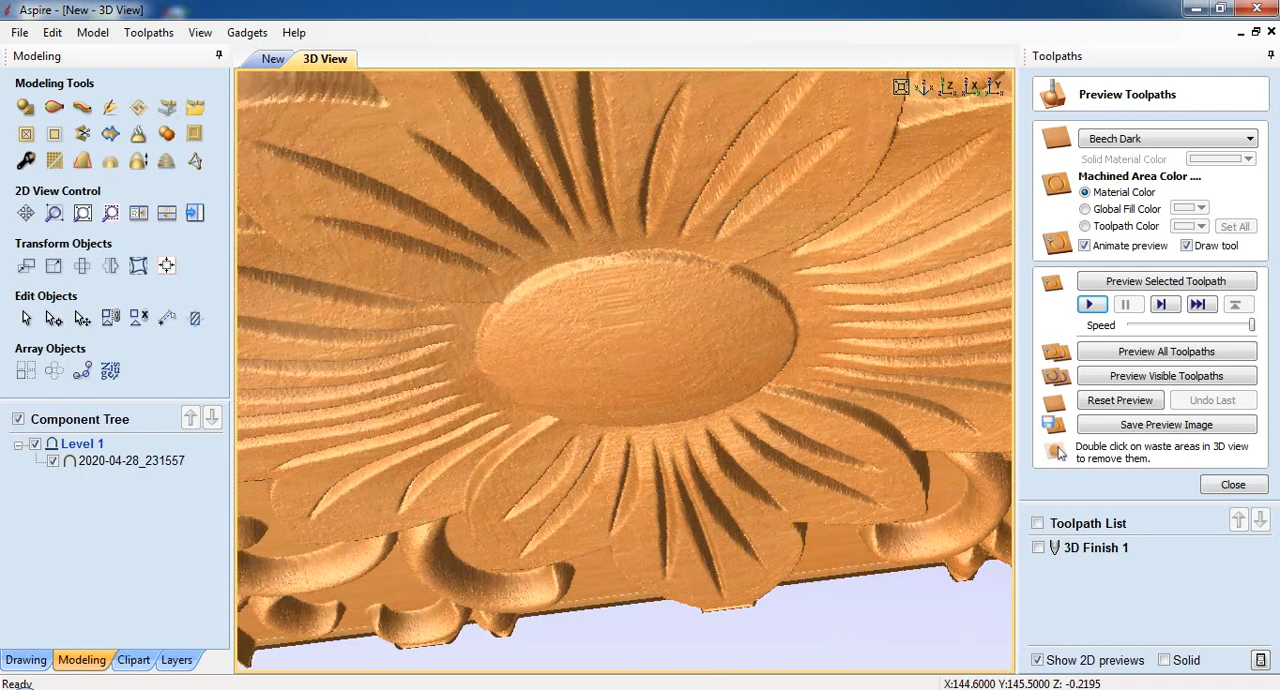 Aspire - [New - 3D View]
File Edit Model Toolpaths View Gadgets Help
Modeling
New 3D View
Toolpaths
Modeling Tools
2D View Control
Transform Objects
Edit Objects
Array Objects
Component Tree
Level 1
2020-04-28_231557
Drawing Modeling Clipart Layers
Z X Y
Preview Toolpaths
Beech Dark
Solid Material Color
Machined Area Color ....
Material Color
Global Fill Color
Toolpath Color Set All
Animate preview Draw tool
Preview Selected Toolpath
Speed
Preview All Toolpaths
Preview Visible Toolpaths
Reset Preview Undo Last
Save Preview Image
Double click on waste areas in 3D view
to remove them.
Close
Toolpath List
3D Finish 1
Show 2D previews Solid
Ready
X:144.6000 Y:145.5000 Z: -0.2195